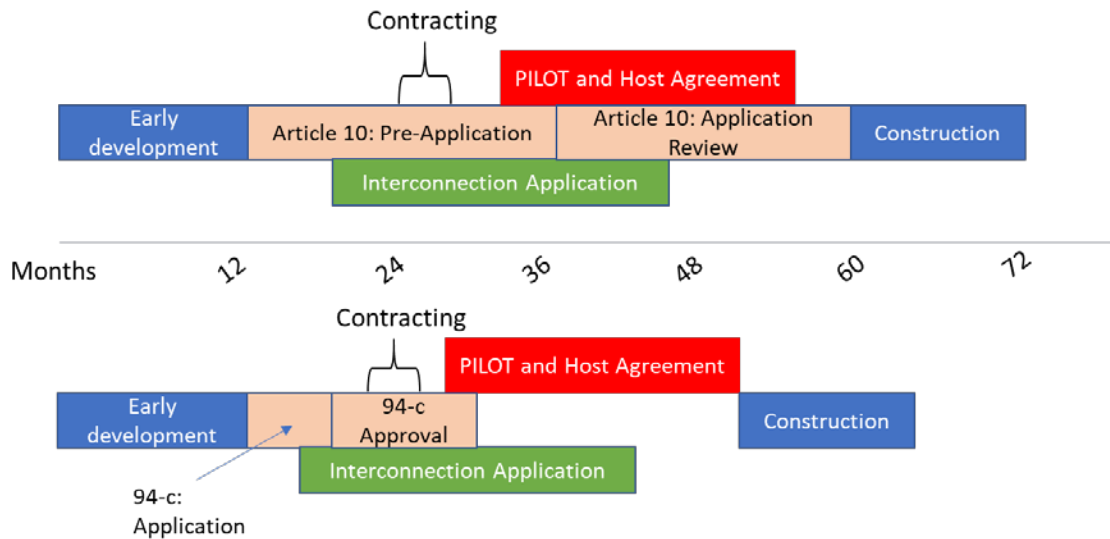 Contracting
PILOT and Host Agreement
Early
development
Article 10: Pre-Application
Article 10: Application
Review
Construction
Interconnection Application
Months
12
24
36
48
60
72
Contracting
PILOT and Host Agreement
Early
development
94-c
Approval
Construction
Interconnection Application
94-c:
Application